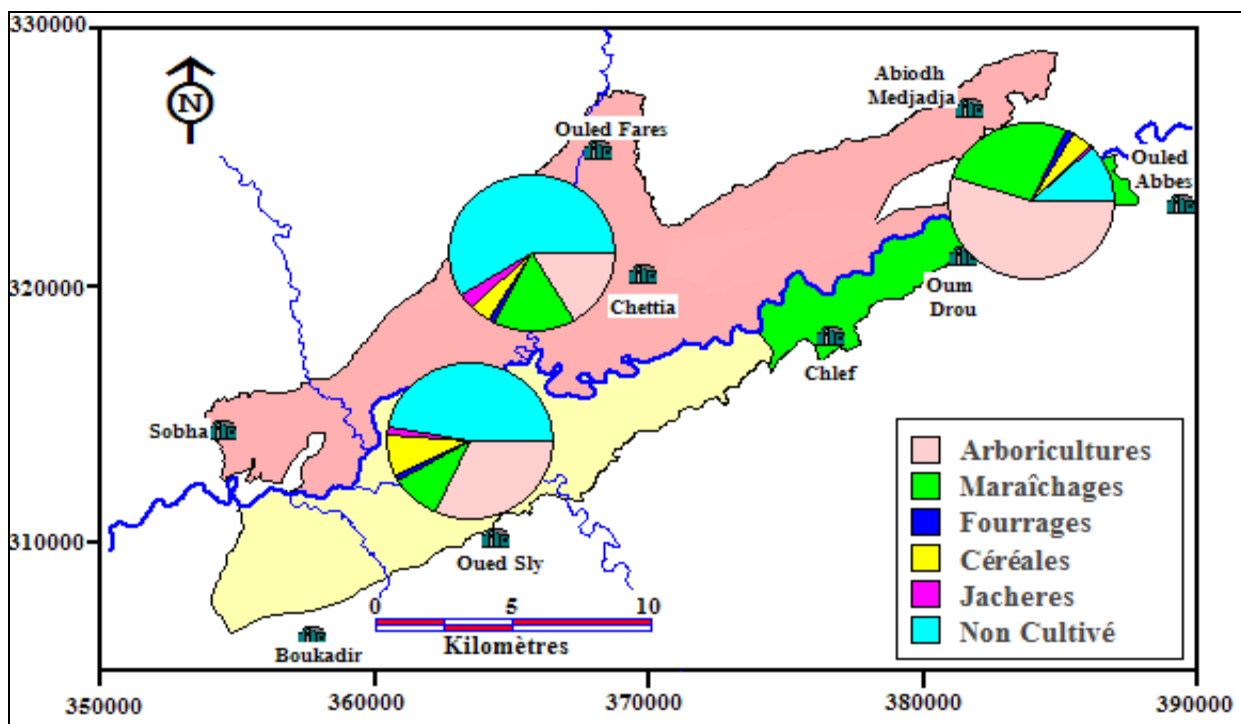 330000
320000
310000
350000
360000
370000
380000
390000
N
Abiodh
Medjadja
Ouled Fares
Ouled
Abbes
Chettia
Oum
Drou
Chlef
Sobha
Oued Sly
Boukadir
0 5 10
Kilomètres
Arboricultures
Maraîchages
Fourrages
Céréales
Jacheres
Non Cultivé